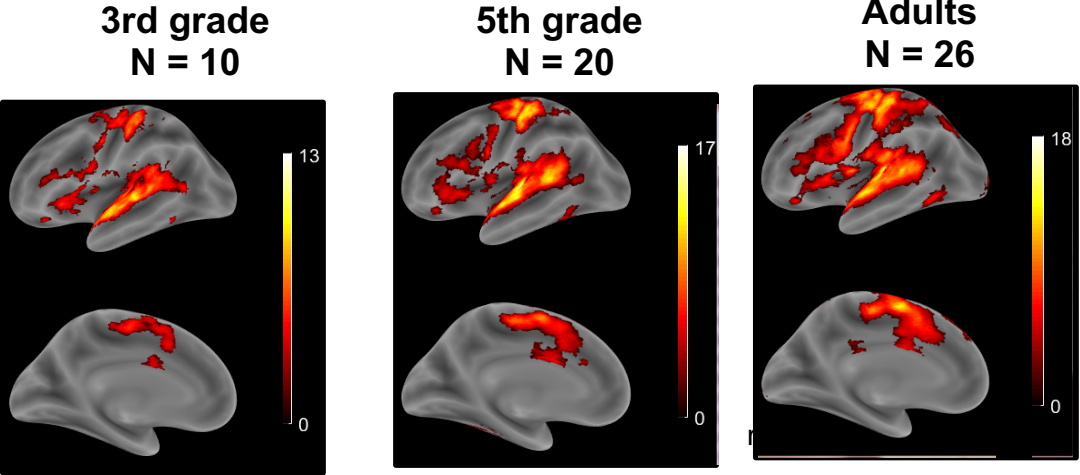 3rd grade
N = 10
5th grade
N = 20
Adults
N = 26
13
0
17
0
18
0